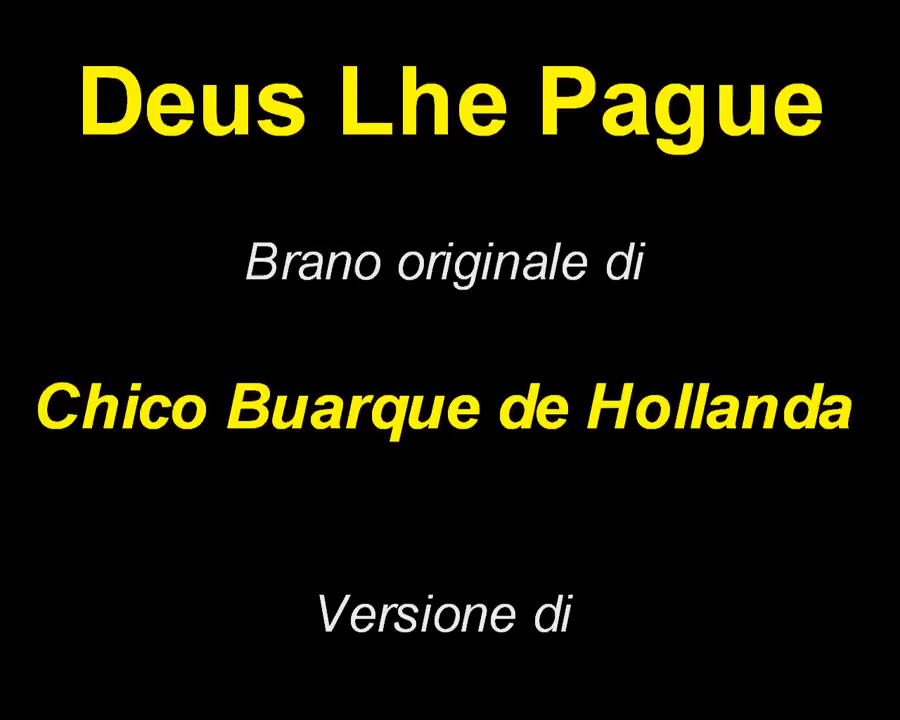 Deus Lhe Pague
Brano originale di
Chico Buarque de Hollanda
Versione di